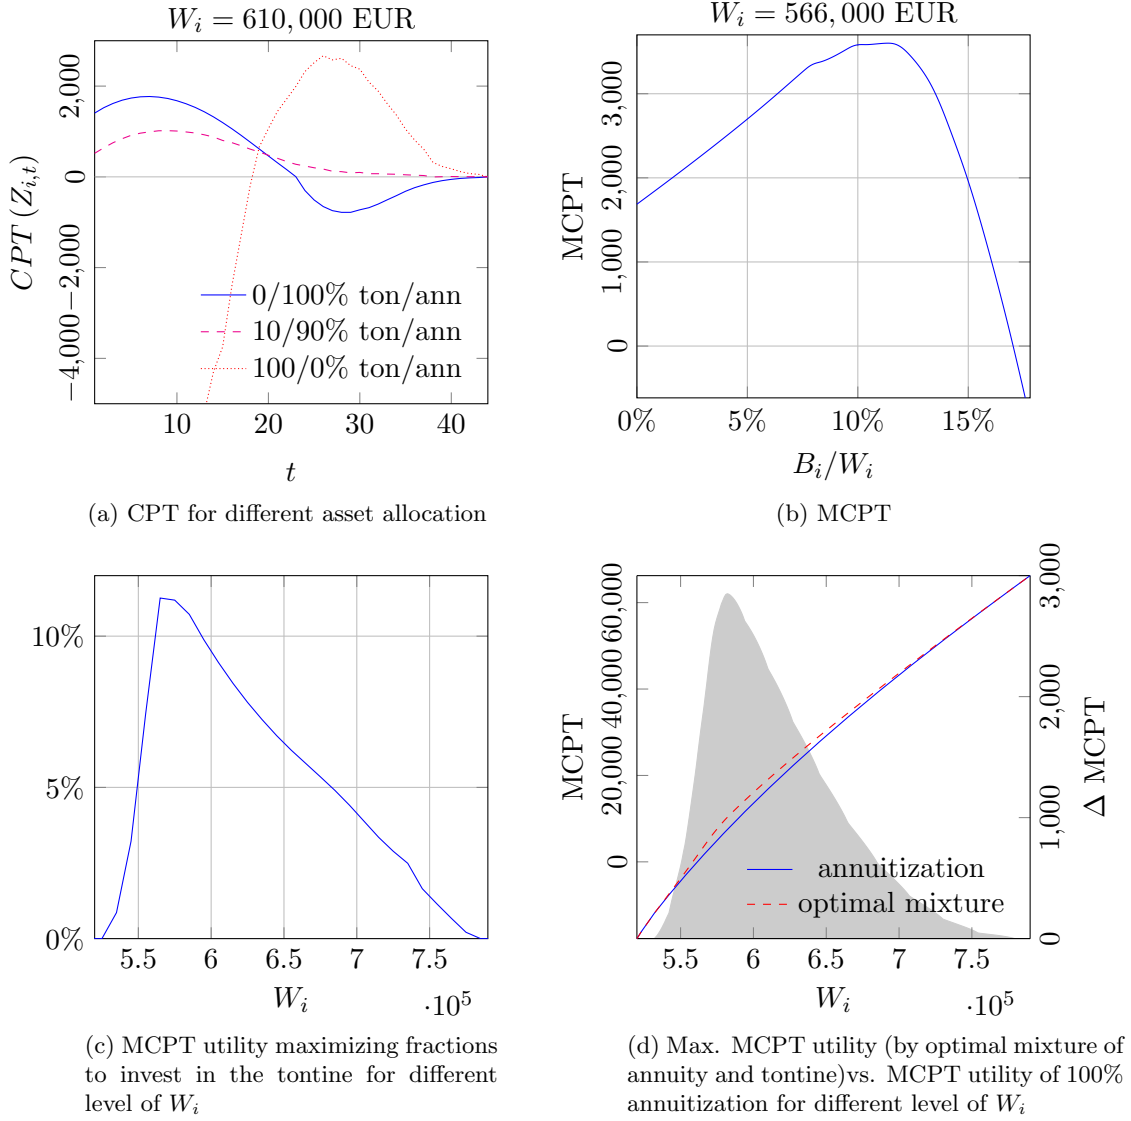 W_i = 610,000 EUR
CPT (Z_{i,t})
2,000
0
−2,000
−4,000
0/100% ton/ann
10/90% ton/ann
100/0% ton/ann
10 20 30 40
t
(a) CPT for different asset allocation
W_i = 566,000 EUR
MCPT
3,000
2,000
1,000
0
0% 5% 10% 15%
B_i/W_i
(b) MCPT
10%
5%
0%
5.5 6 6.5 7 7.5
W_i
·10^5
(c) MCPT utility maximizing fractions
to invest in the tontine for different
level of W_i
MCPT
60,000
40,000
20,000
0
annuitization
optimal mixture
3,000
2,000
1,000
0
Δ MCPT
5.5 6 6.5 7 7.5
W_i
·10^5
(d) Max. MCPT utility (by optimal mixture of
annuity and tontine)vs. MCPT utility of 100%
annuitization for different level of W_i